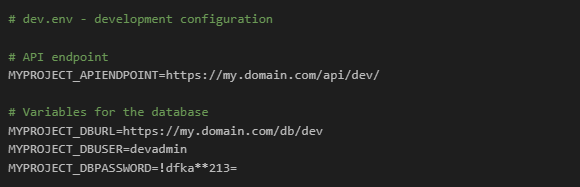 # dev.env - development configuration
# API endpoint
MYPROJECT_APIENDPOINT=https://my.domain.com/api/dev/
# Variables for the database
MYPROJECT_DBURL=https://my.domain.com/db/dev
MYPROJECT_DBUSER=devadmin
MYPROJECT_DBPASSWORD=!dfka**213=